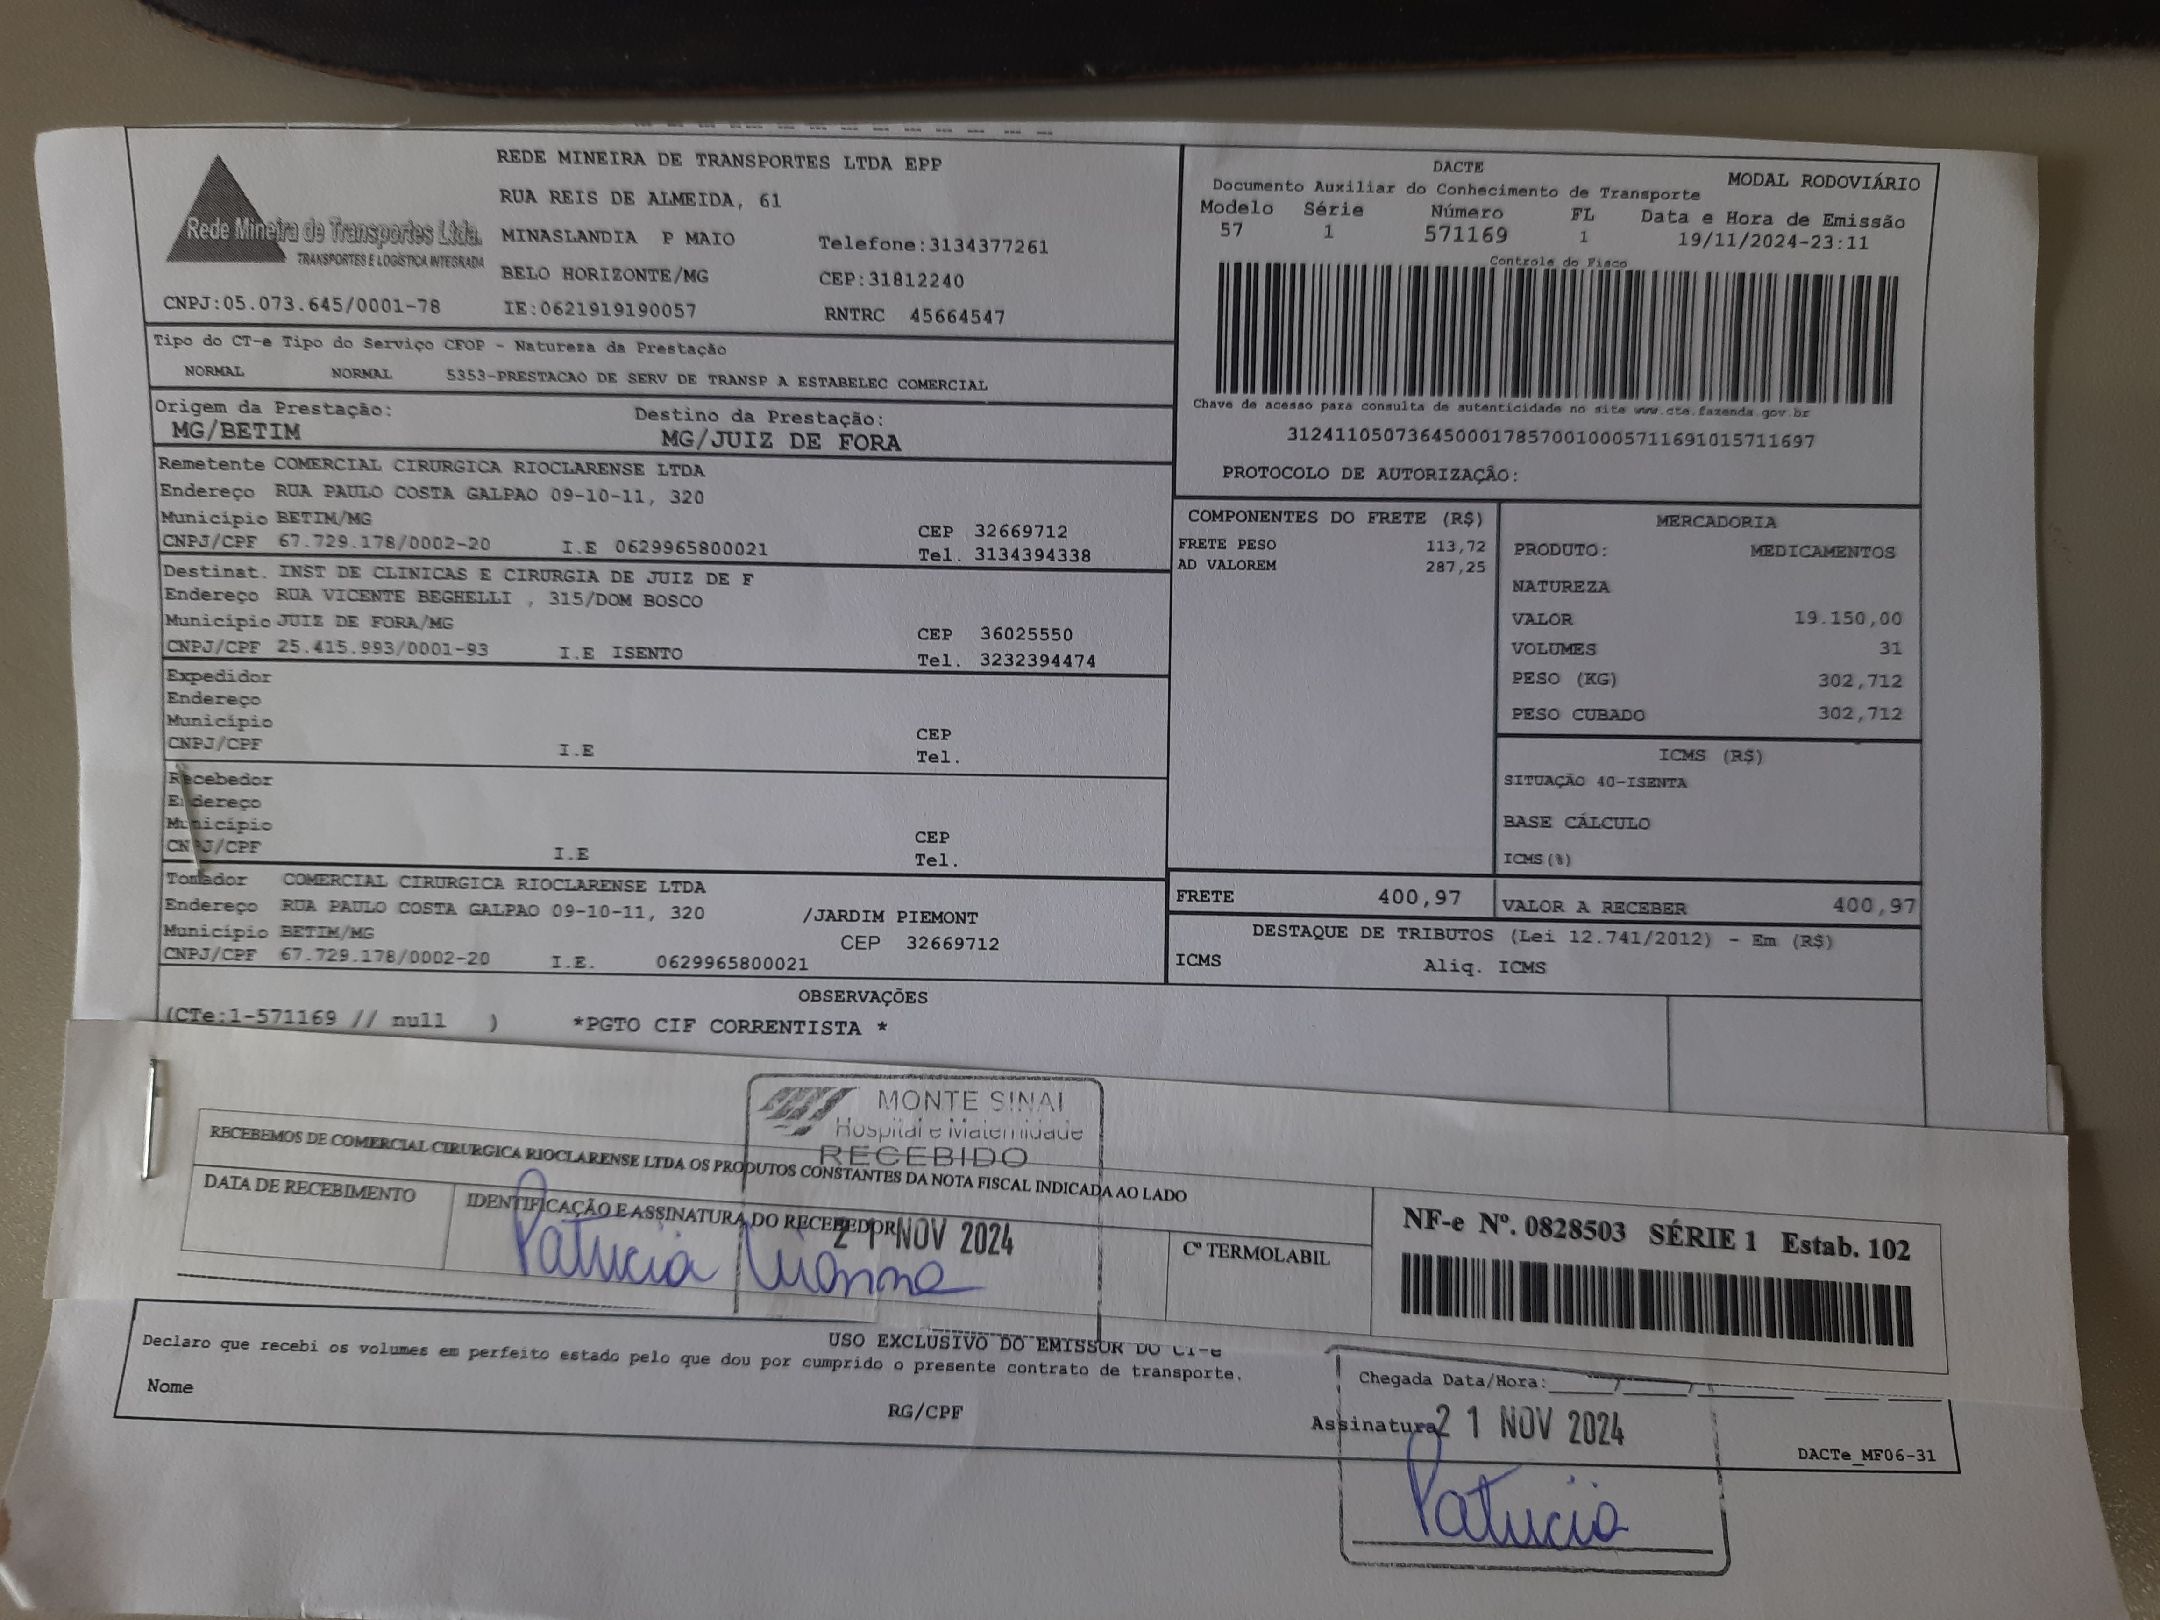 REDE MINEIRA DE TRANSPORTES LTDA EPP
RUA REIS DE ALMEIDA, 61
Rede Mineira de Transportes Ltda.
TRANSPORTES E LOGÍSTICA INTEGRADA
MINASLANDIA P MAIO Telefone:3134377261
BELO HORIZONTE/MG CEP:31812240
CNPJ:05.073.645/0001-78 IE:0621919190057 RNTRC 45664547
DACTE MODAL RODOVIÁRIO
Documento Auxiliar do Conhecimento de Transporte
Modelo Série Número FL Data e Hora de Emissão
57 1 571169 1 19/11/2024-23:11
Controle do Fisco
Chave de acesso para consulta de autenticidade no site www.cte.fazenda.gov.br
31241105073645000178570010005711691015711697
PROTOCOLO DE AUTORIZAÇÃO:
Tipo do CT-e Tipo do Serviço CFOP - Natureza da Prestação
NORMAL NORMAL 5353-PRESTACAO DE SERV DE TRANSP A ESTABELEC COMERCIAL
Origem da Prestação: Destino da Prestação:
MG/BETIM MG/JUIZ DE FORA
Remetente COMERCIAL CIRURGICA RIOCLARENSE LTDA
Endereço RUA PAULO COSTA GALPAO 09-10-11, 320
Município BETIM/MG CEP 32669712
CNPJ/CPF 67.729.178/0002-20 I.E 0629965800021 Tel. 3134394338
Destinat. INST DE CLINICAS E CIRURGIA DE JUIZ DE F
Endereço RUA VICENTE BEGHELLI , 315/DOM BOSCO
Município JUIZ DE FORA/MG CEP 36025550
CNPJ/CPF 25.415.993/0001-93 I.E ISENTO Tel. 3232394474
Expedidor
Endereço
Município CEP
CNPJ/CPF I.E Tel.
Recebedor
Endereço
Município CEP
CNPJ/CPF I.E Tel.
Tomador COMERCIAL CIRURGICA RIOCLARENSE LTDA
Endereço RUA PAULO COSTA GALPAO 09-10-11, 320 /JARDIM PIEMONT
Município BETIM/MG CEP 32669712
CNPJ/CPF 67.729.178/0002-20 I.E. 0629965800021
COMPONENTES DO FRETE (R$)
FRETE PESO 113,72
AD VALOREM 287,25
MERCADORIA
PRODUTO: MEDICAMENTOS
NATUREZA
VALOR 19.150,00
VOLUMES 31
PESO (KG) 302,712
PESO CUBADO 302,712
ICMS (R$)
SITUAÇÃO 40-ISENTA
BASE CÁLCULO
ICMS(%)
FRETE 400,97 VALOR A RECEBER 400,97
DESTAQUE DE TRIBUTOS (Lei 12.741/2012) - Em (R$)
ICMS Aliq. ICMS
OBSERVAÇÕES
(CTe:1-571169 // null ) *PGTO CIF CORRENTISTA *
MONTE SINAI
Hospital e Maternidade
RECEBIDO
RECEBEMOS DE COMERCIAL CIRURGICA RIOCLARENSE LTDA OS PRODUTOS CONSTANTES DA NOTA FISCAL INDICADA AO LADO
DATA DE RECEBIMENTO IDENTIFICAÇÃO E ASSINATURA DO RECEBEDOR
21 NOV 2024
Patricia Vianna
Cº TERMOLABIL
NF-e Nº. 0828503 SÉRIE 1 Estab. 102
USO EXCLUSIVO DO EMISSOR DO CT-e
Declaro que recebi os volumes em perfeito estado pelo que dou por cumprido o presente contrato de transporte.
Nome RG/CPF
Chegada Data/Hora:
Assinatura
21 NOV 2024
DACTe_MF06-31
Patricia